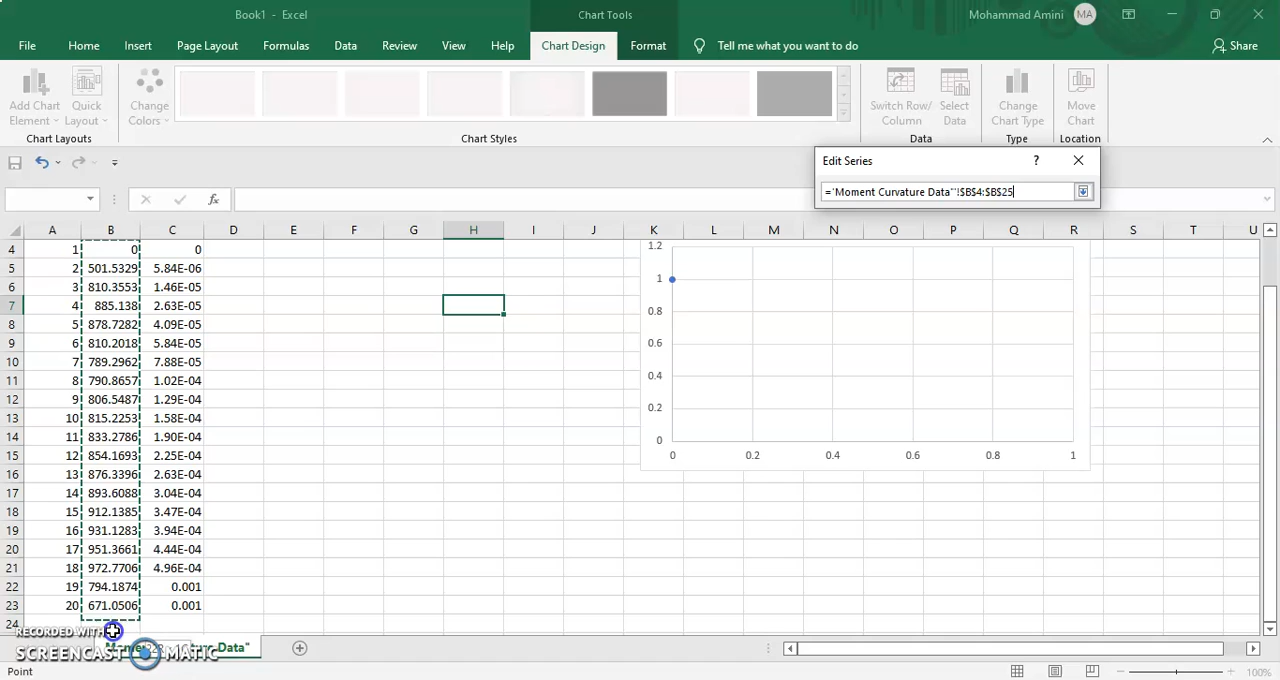 Book1 - Excel
Chart Tools
Mohammad Amini MA
File Home Insert Page Layout Formulas Data Review View Help Chart Design Format Tell me what you want to do Share
Add Chart Element
Quick Layout
Change Colors
Switch Row/ Column
Select Data
Change Chart Type
Move Chart
Chart Layouts Chart Styles Data Type Location
Edit Series ?
='Moment Curvature Data"'!$B$4:$B$25
fx
A B C D E F G H I J K L M N O P Q R S T U
4 1 0 0
5 2 501.5329 5.84E-06
6 3 810.3553 1.46E-05
7 4 885.138 2.63E-05
8 5 878.7282 4.09E-05
9 6 810.2018 5.84E-05
10 7 789.2962 7.88E-05
11 8 790.8657 1.02E-04
12 9 806.5487 1.29E-04
13 10 815.2253 1.58E-04
14 11 833.2786 1.90E-04
15 12 854.1693 2.25E-04
16 13 876.3396 2.63E-04
17 14 893.6088 3.04E-04
18 15 912.1385 3.47E-04
19 16 931.1283 3.94E-04
20 17 951.3661 4.44E-04
21 18 972.7706 4.96E-04
22 19 794.1874 0.001
23 20 671.0506 0.001
24
1.2
1
0.8
0.6
0.4
0.2
0
0 0.2 0.4 0.6 0.8 1
RECORDED WITH
SCREENCAST MATIC
Data"
Point
100%